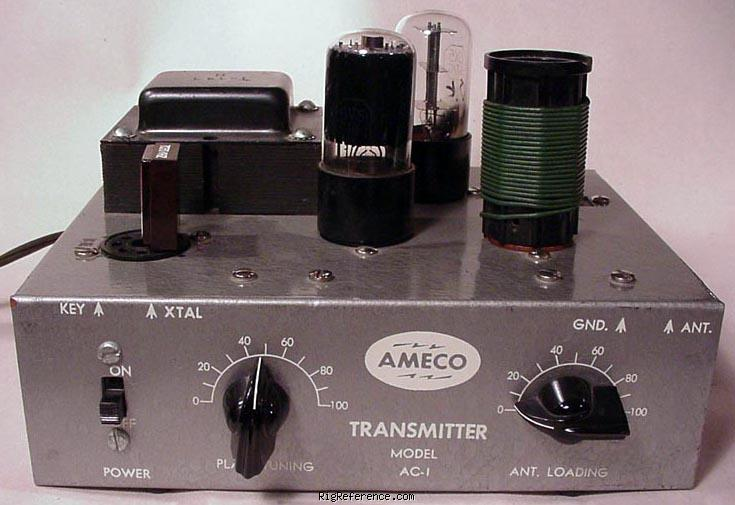 KEY
XTAL
GND.
ANT.
0 20 40 60 80 100
AMECO
0 20 40 60 80 100
ON
TRANSMITTER
MODEL
AC-1
POWER
ANT. LOADING
RigReference.com